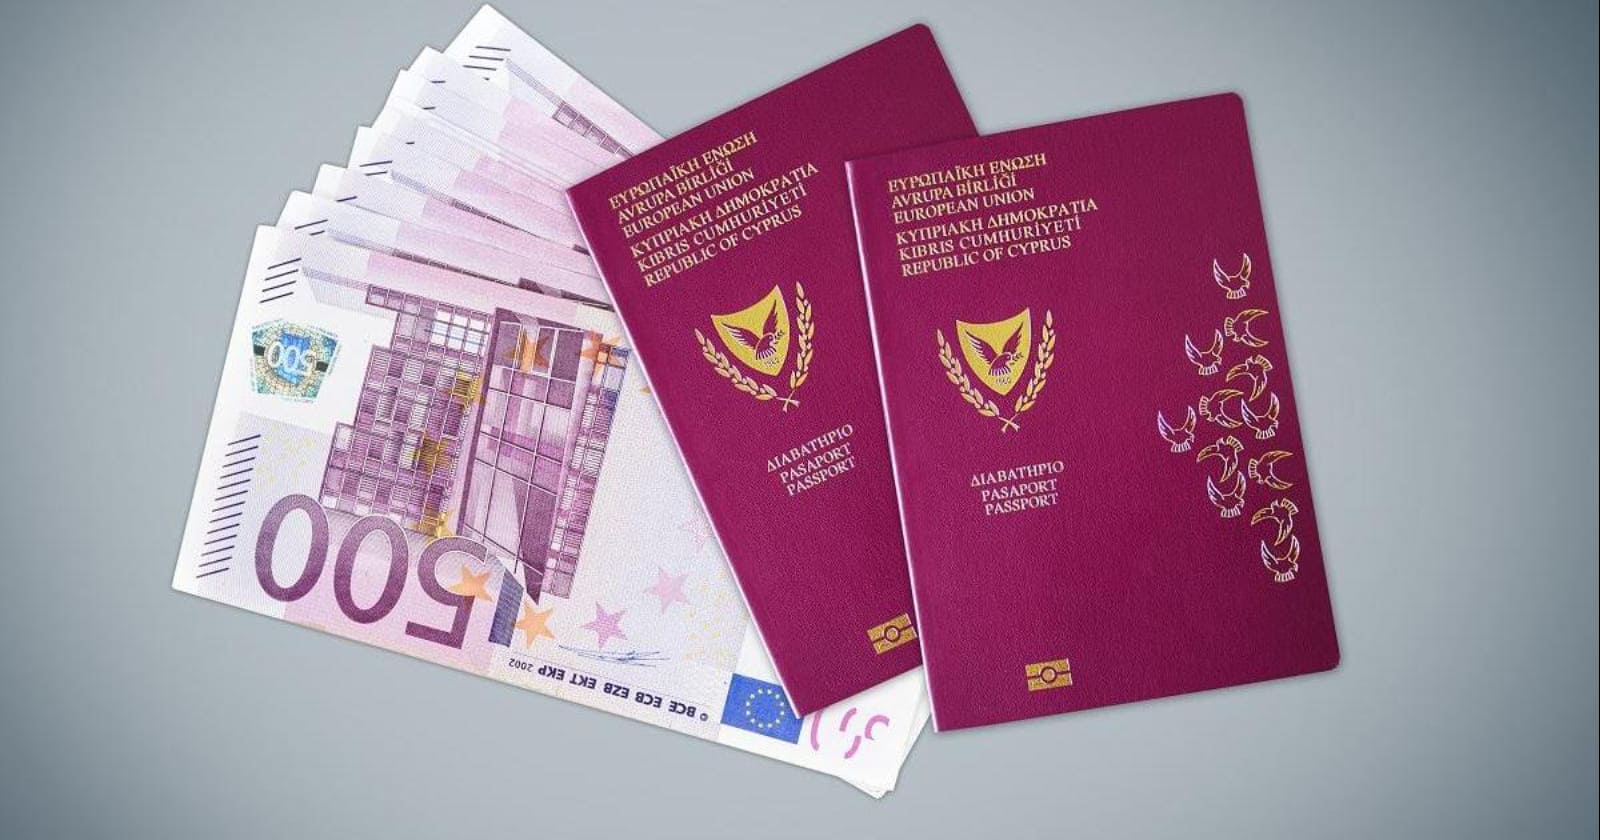 500
500
© BCE ECB EZB EKT EKP 2002
ΕΥΡΩΠΑΪΚΗ ΕΝΩΣΗ
AVRUPA BİRLİĞİ
EUROPEAN UNION
ΚΥΠΡΙΑΚΗ ΔΗΜΟΚΡΑΤΙΑ
KIBRIS CUMHURİYETİ
REPUBLIC OF CYPRUS
1960
ΔΙΑΒΑΤΗΡΙΟ
PASAPORT
PASSPORT
ΕΥΡΩΠΑΪΚΗ ΕΝΩΣΗ
AVRUPA BİRLİĞİ
EUROPEAN UNION
ΚΥΠΡΙΑΚΗ ΔΗΜΟΚΡΑΤΙΑ
KIBRIS CUMHURİYETİ
REPUBLIC OF CYPRUS
1960
ΔΙΑΒΑΤΗΡΙΟ
PASAPORT
PASSPORT